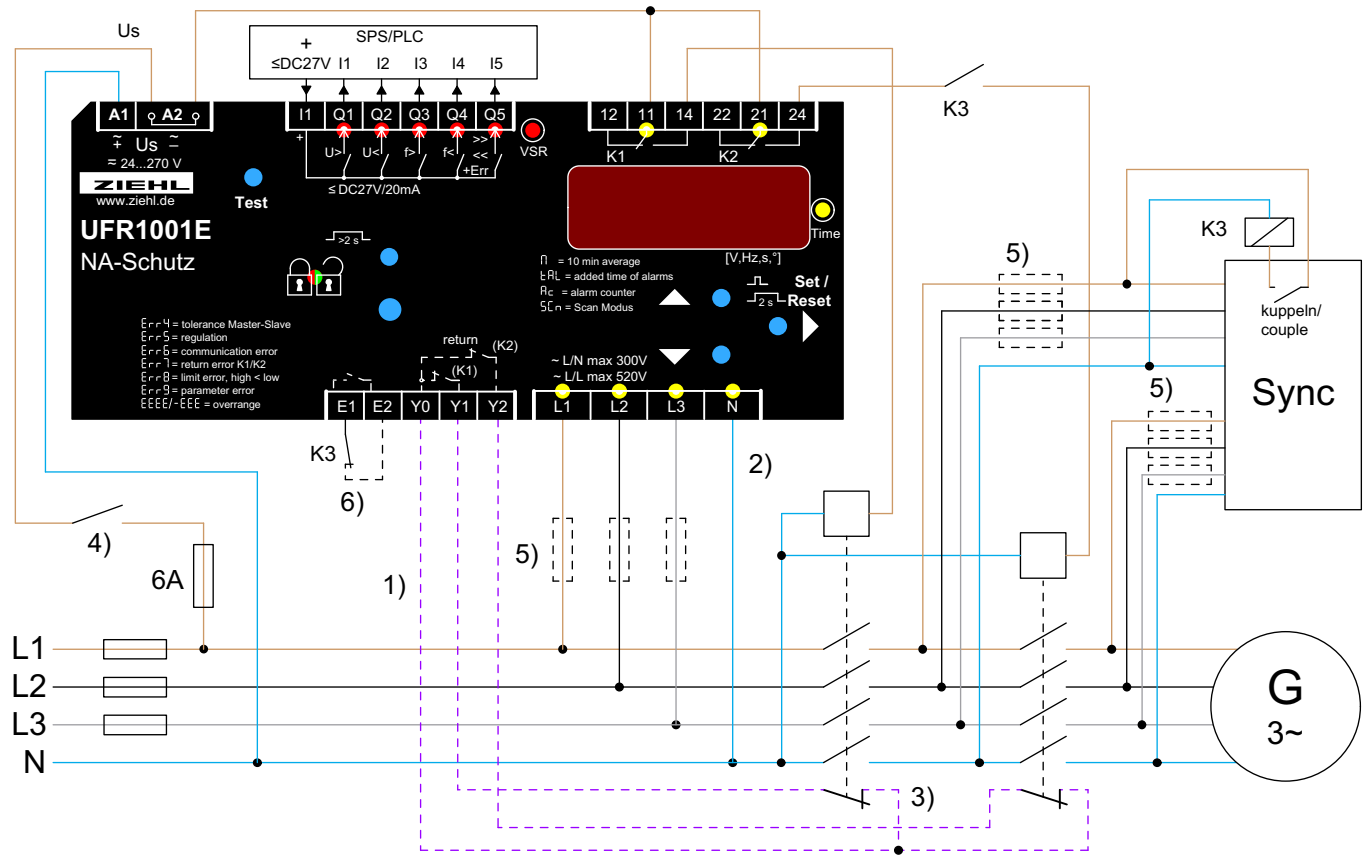 Us
SPS/PLC
+
≤DC27V I1 I2 I3 I4 I5
K3
A1 A2
I1 Q1 Q2 Q3 Q4 Q5
12 11 14 22 21 24
~ Us ~
+ −
≂ 24...270 V
+ U> U< f> f< >>
<<
+Err
VSR
K1 K2
≤ DC27V/20mA
ZIEHL
www.ziehl.de
Test
UFR1001E
NA-Schutz
>2 s
Time
[V,Hz,s,°]
n = 10 min average
tAL = added time of alarms
Ac = alarm counter
SCn = Scan Modus
2 s
Set /
Reset
K3
5)
kuppeln/
couple
Sync
5)
Err4 = tolerance Master-Slave
Err5 = regulation
Err6 = communication error
Err7 = return error K1/K2
Err8 = limit error, high < low
Err9 = parameter error
EEEE/-EEE = overrange
return
(K2)
(K1)
~ L/N max 300V
~ L/L max 520V
E1 E2 Y0 Y1 Y2
L1 L2 L3 N
K3
6)
2)
4)
5)
6A
1)
L1
L2
L3
N
G
3~
3)